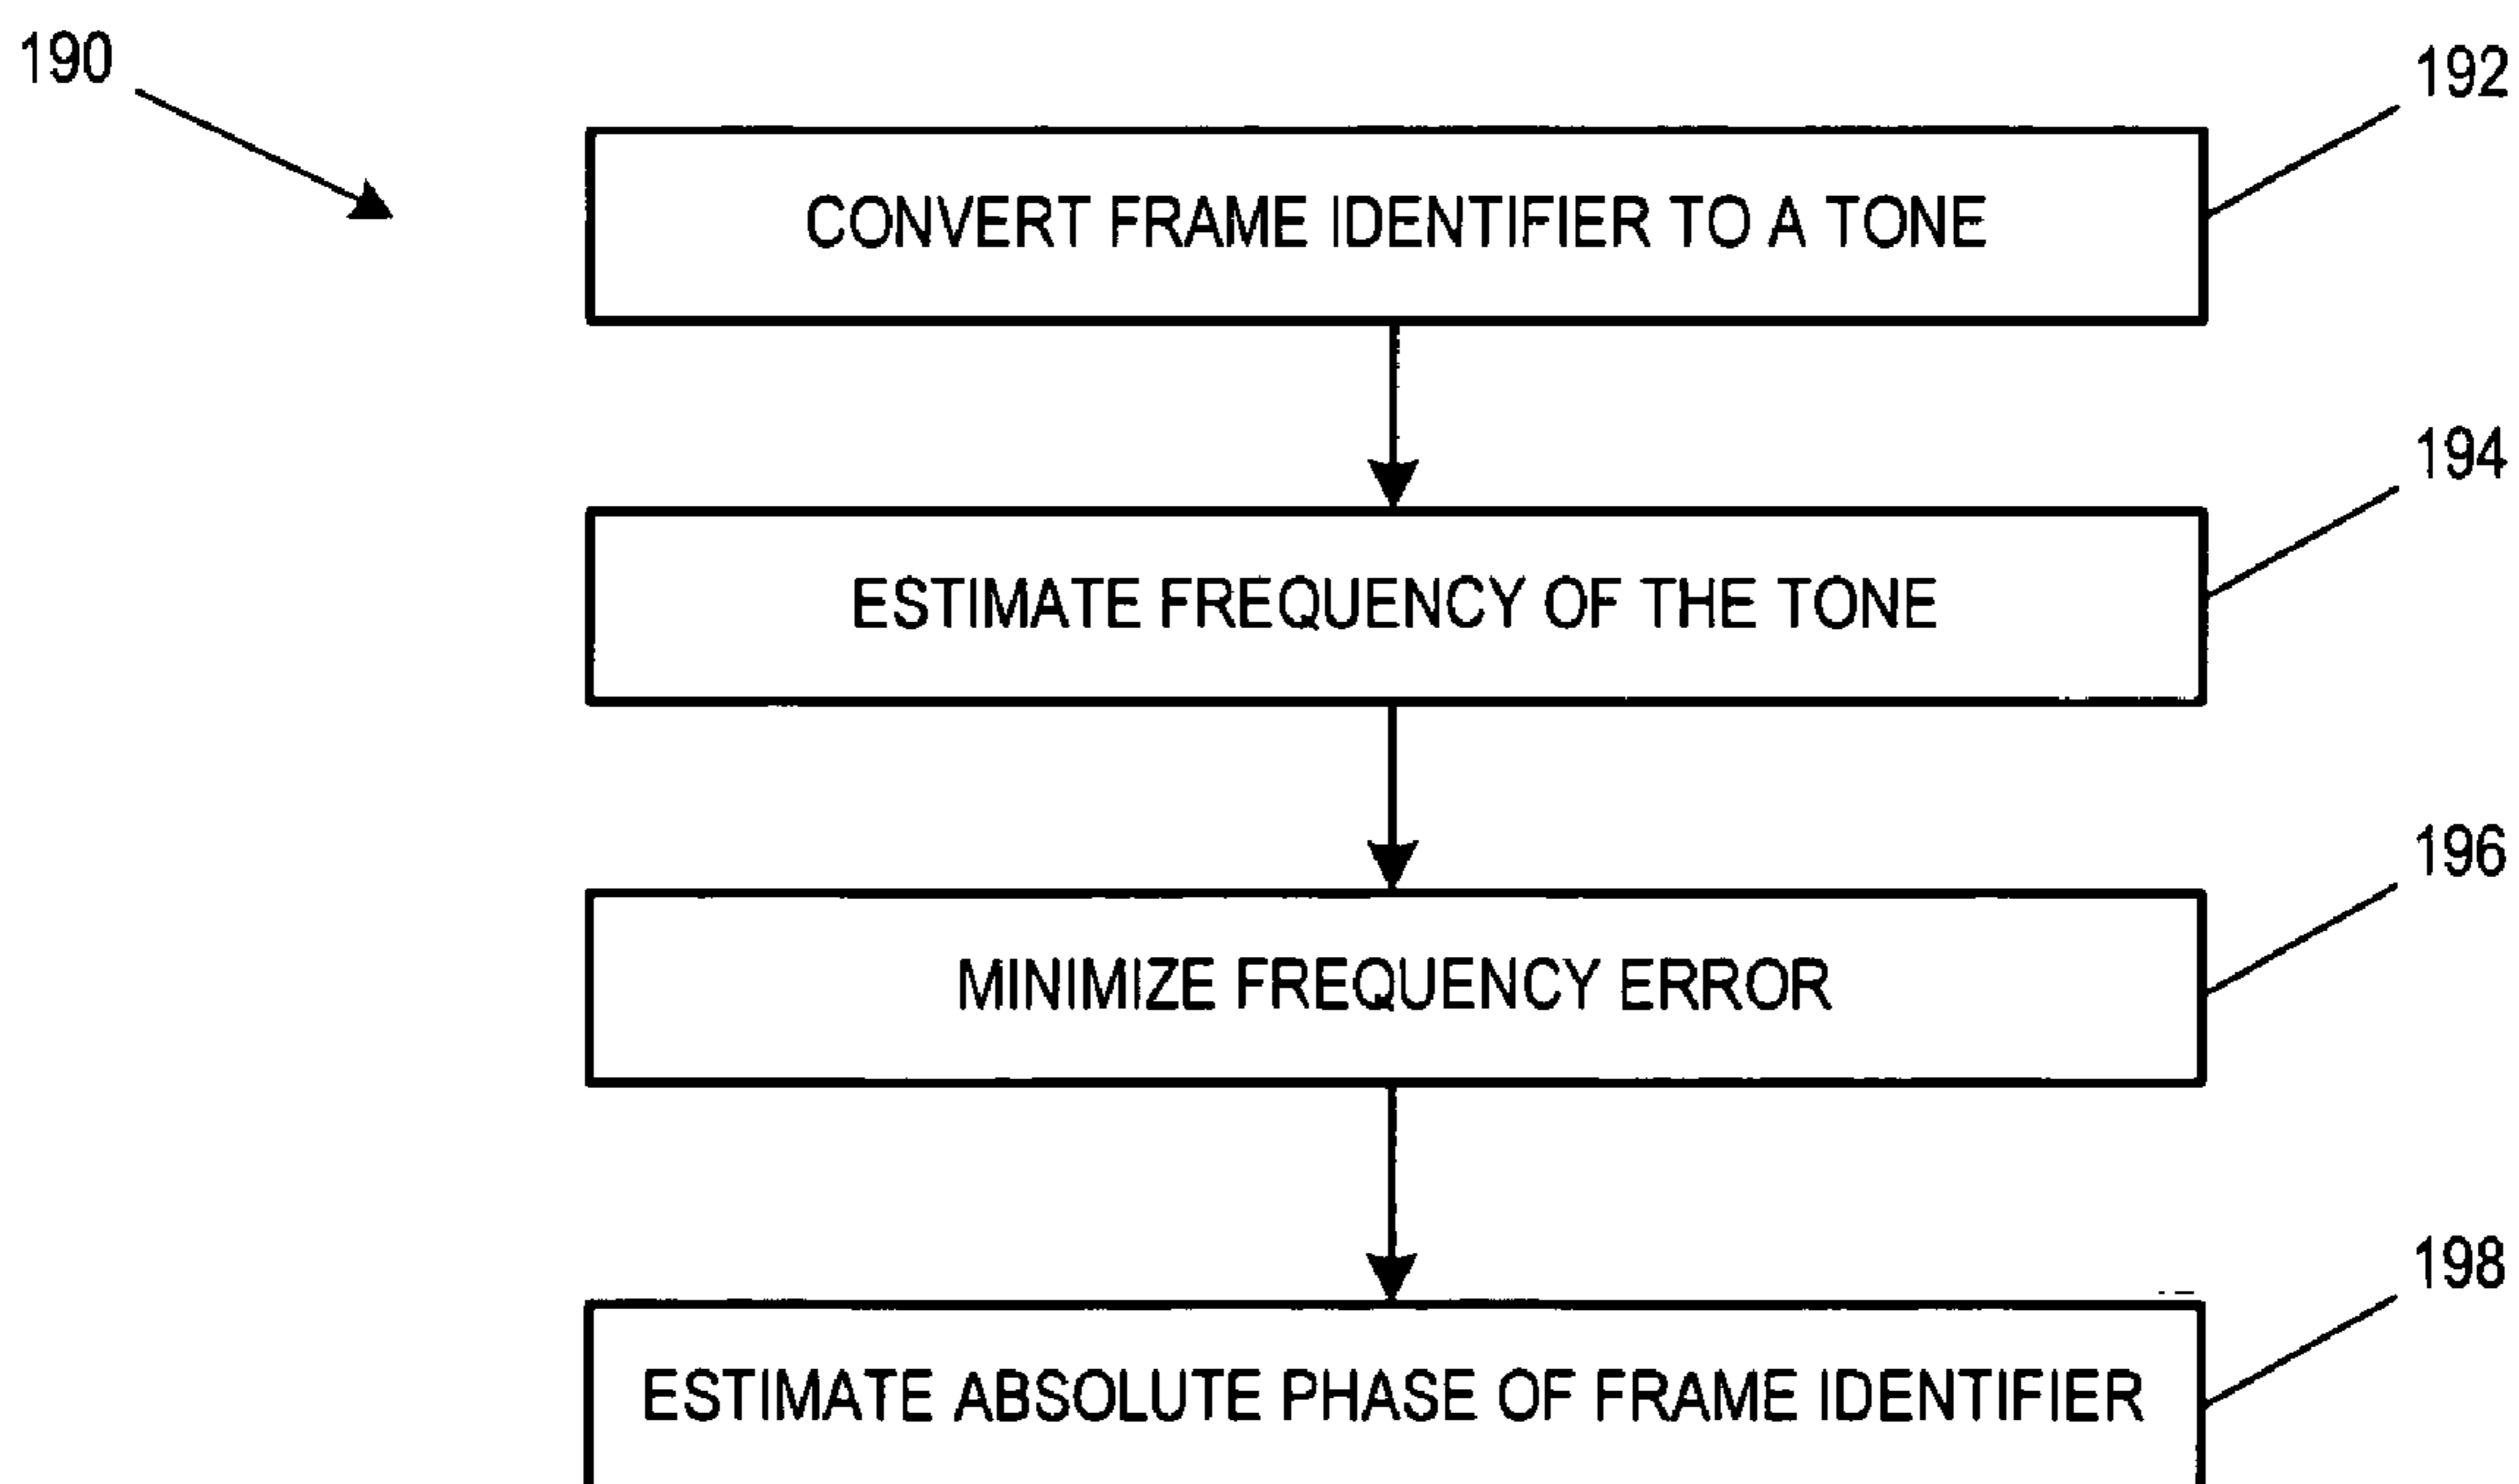 190
192
CONVERT FRAME IDENTIFIER TO A TONE
194
ESTIMATE FREQUENCY OF THE TONE
196
MINIMIZE FREQUENCY ERROR
198
ESTIMATE ABSOLUTE PHASE OF FRAME IDENTIFIER